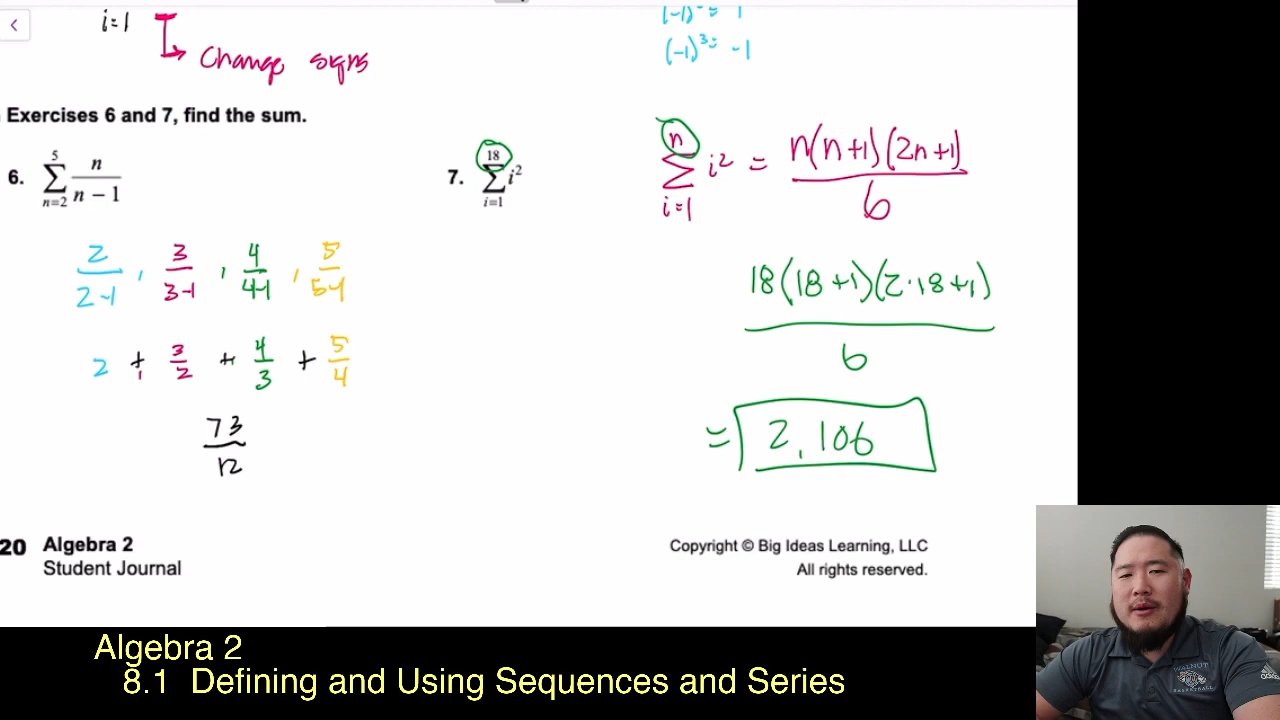 i=1
Change signs
(-1)² = 1
(-1)³ = -1
Exercises 6 and 7, find the sum.
6. 5 ∑ n=2 n/(n − 1)
2/(2-1) , 3/(3-1) , 4/(4-1) , 5/(5-1)
2 + 3/2 + 4/3 + 5/4
73/12
7. 18 ∑ i=1 i²
n ∑ i=1 i² = n(n+1)(2n+1)/6
18(18+1)(2·18+1)/6
= 2,106
20 Algebra 2
Student Journal
Copyright © Big Ideas Learning, LLC
All rights reserved.
Algebra 2
8.1 Defining and Using Sequences and Series
WALNUT
BASKETBALL
adidas